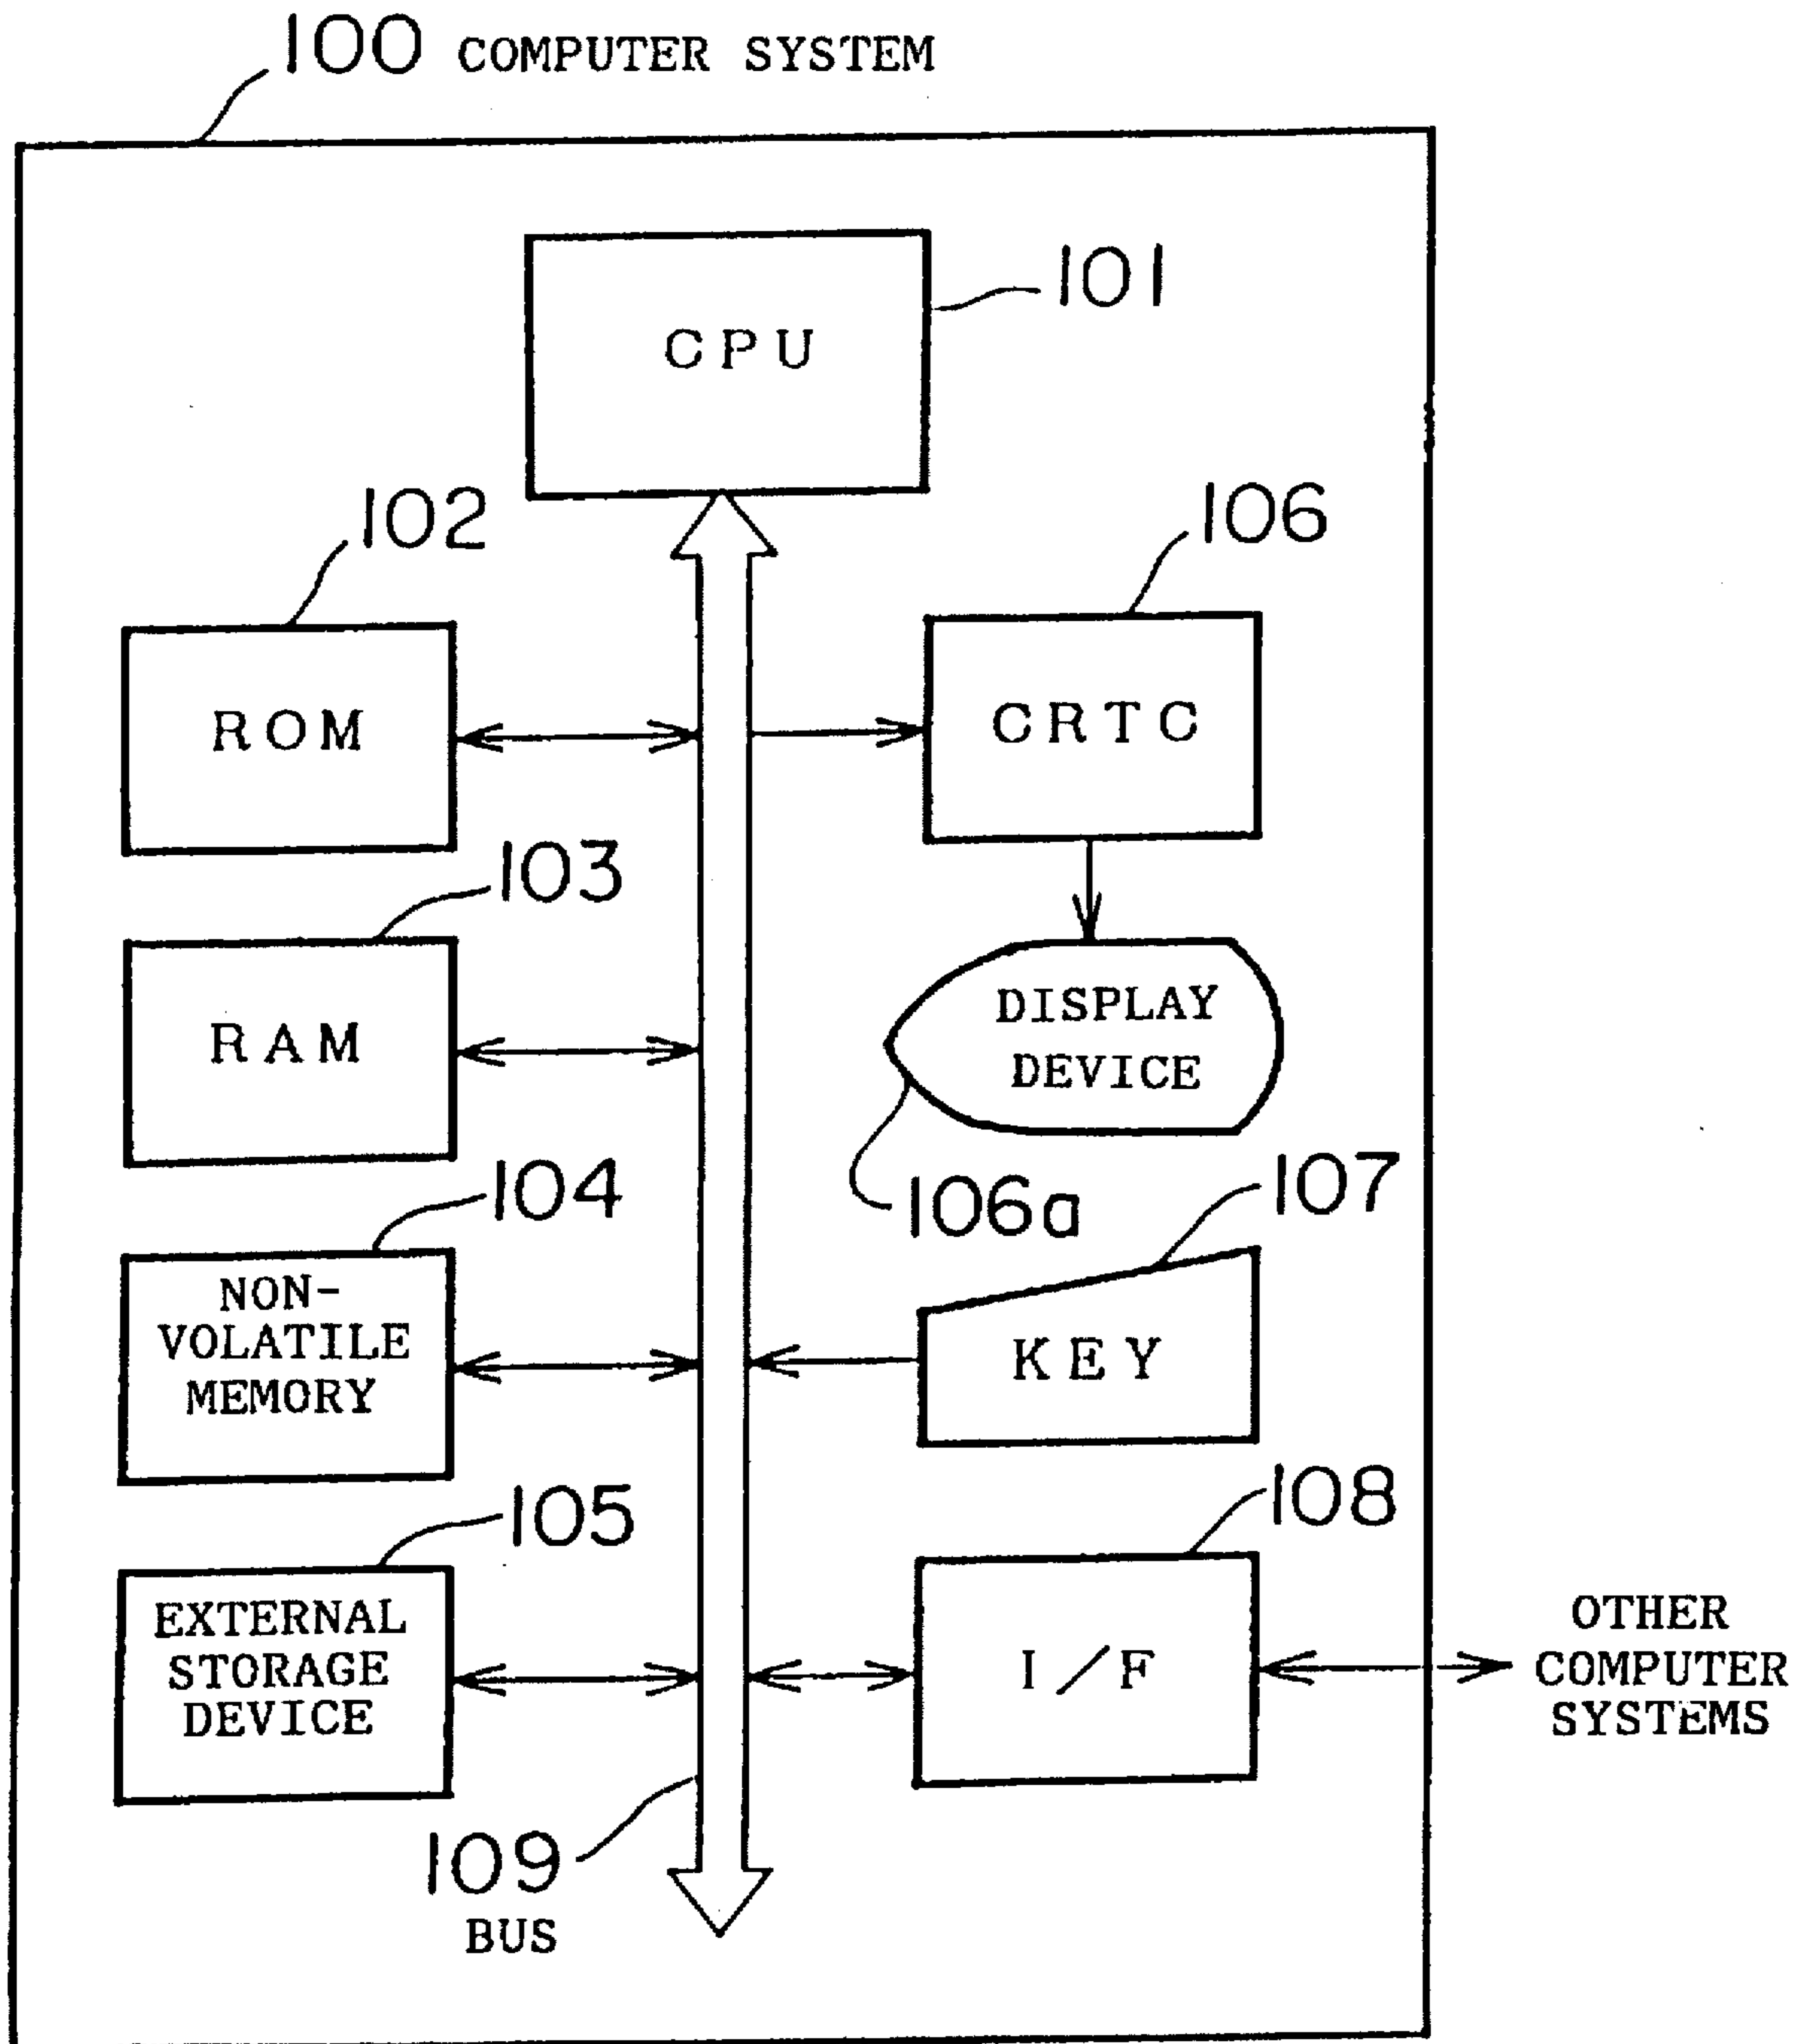 100 COMPUTER SYSTEM
101
CPU
102
106
ROM
CRTC
103
RAM
DISPLAY
DEVICE
106a
104
107
NON-
VOLATILE
MEMORY
KEY
105
108
EXTERNAL
STORAGE
DEVICE
I/F
OTHER
COMPUTER
SYSTEMS
109
BUS